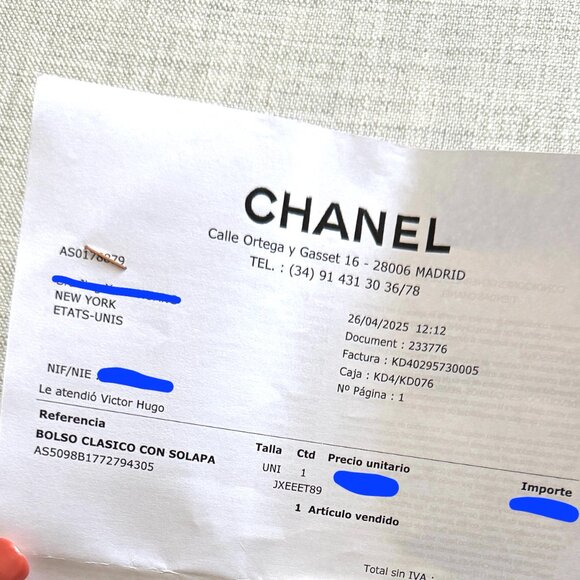 CHANEL
Calle Ortega y Gasset 16 - 28006 MADRID
TEL. : (34) 91 431 30 36/78
AS0178879
NEW YORK
ETATS-UNIS
26/04/2025 12:12
Document : 233776
Factura : KD40295730005
Caja : KD4/KD076
Nº Página : 1
NIF/NIE :
Le atendió Victor Hugo
Referencia Talla Ctd Precio unitario Importe
BOLSO CLASICO CON SOLAPA UNI 1
AS5098B1772794305 JXEEET89
1 Artículo vendido
Total sin IVA :